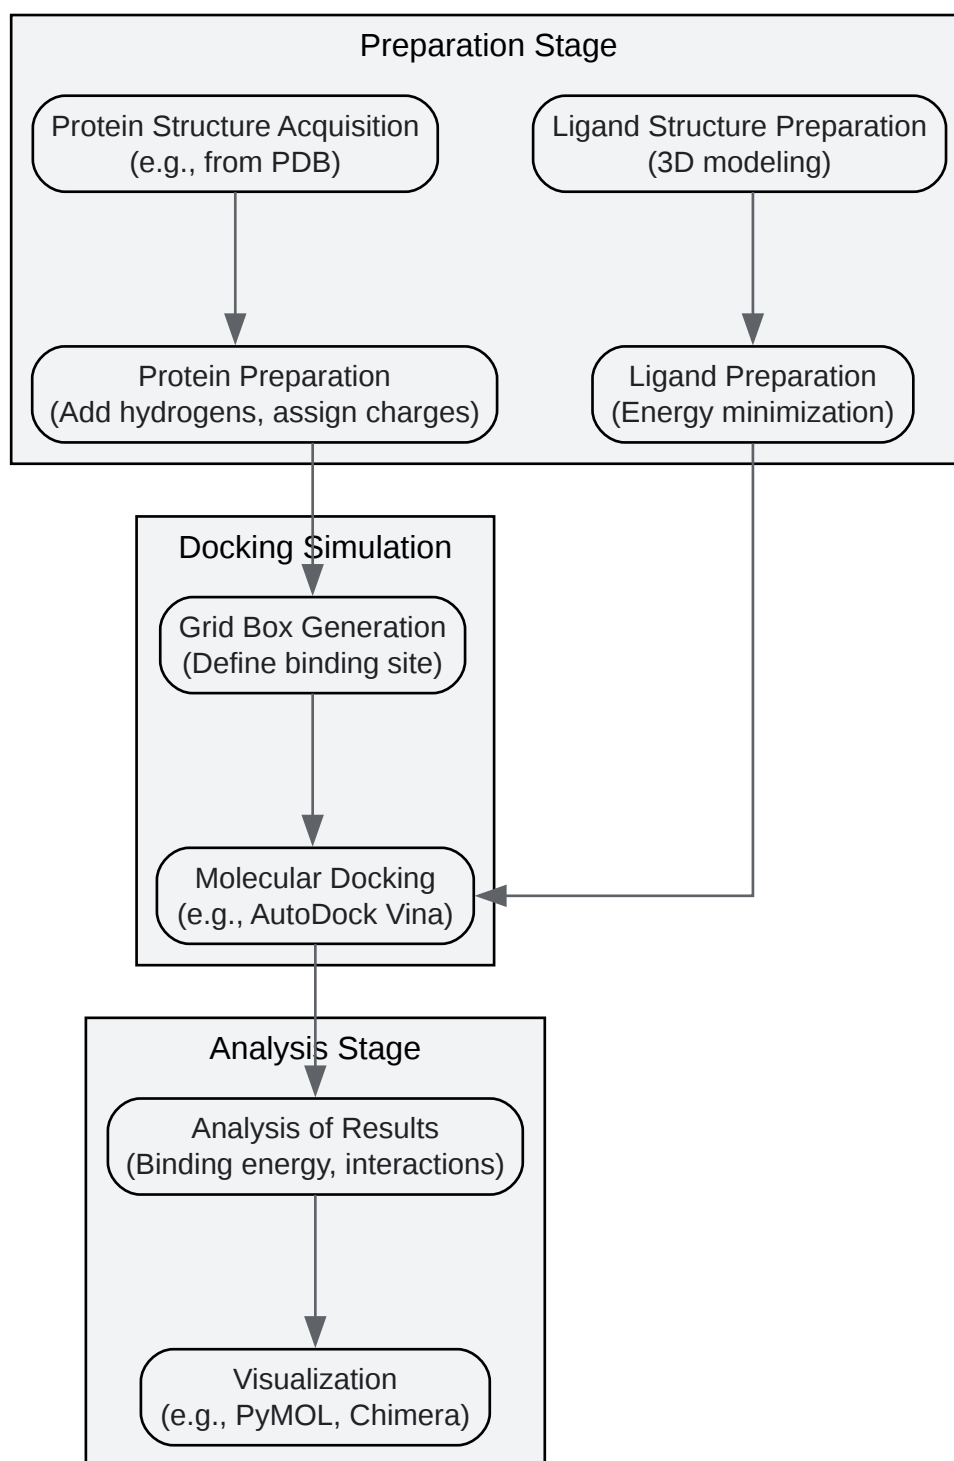 Preparation Stage
Protein Structure Acquisition
(e.g., from PDB)
Ligand Structure Preparation
(3D modeling)
Protein Preparation
(Add hydrogens, assign charges)
Ligand Preparation
(Energy minimization)
Docking Simulation
Grid Box Generation
(Define binding site)
Molecular Docking
(e.g., AutoDock Vina)
Analysis Stage
Analysis of Results
(Binding energy, interactions)
Visualization
(e.g., PyMOL, Chimera)